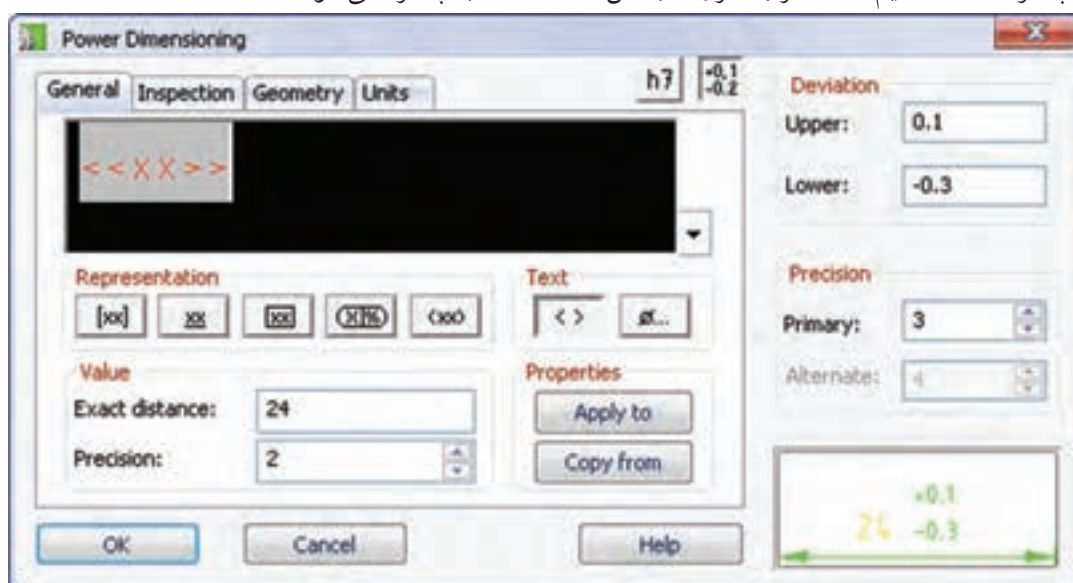 Power Dimensioning
General Inspection Geometry Units
h7 +0.1 -0.2
<<XX>>
Representation
[xx] xx xx (X|%) (xx)
Text
< > ø...
Value
Exact distance: 24
Precision: 2
Properties
Apply to
Copy from
OK Cancel Help
Deviation
Upper: 0.1
Lower: -0.3
Precision
Primary: 3
Alternate: 4
24 +0.1 -0.3